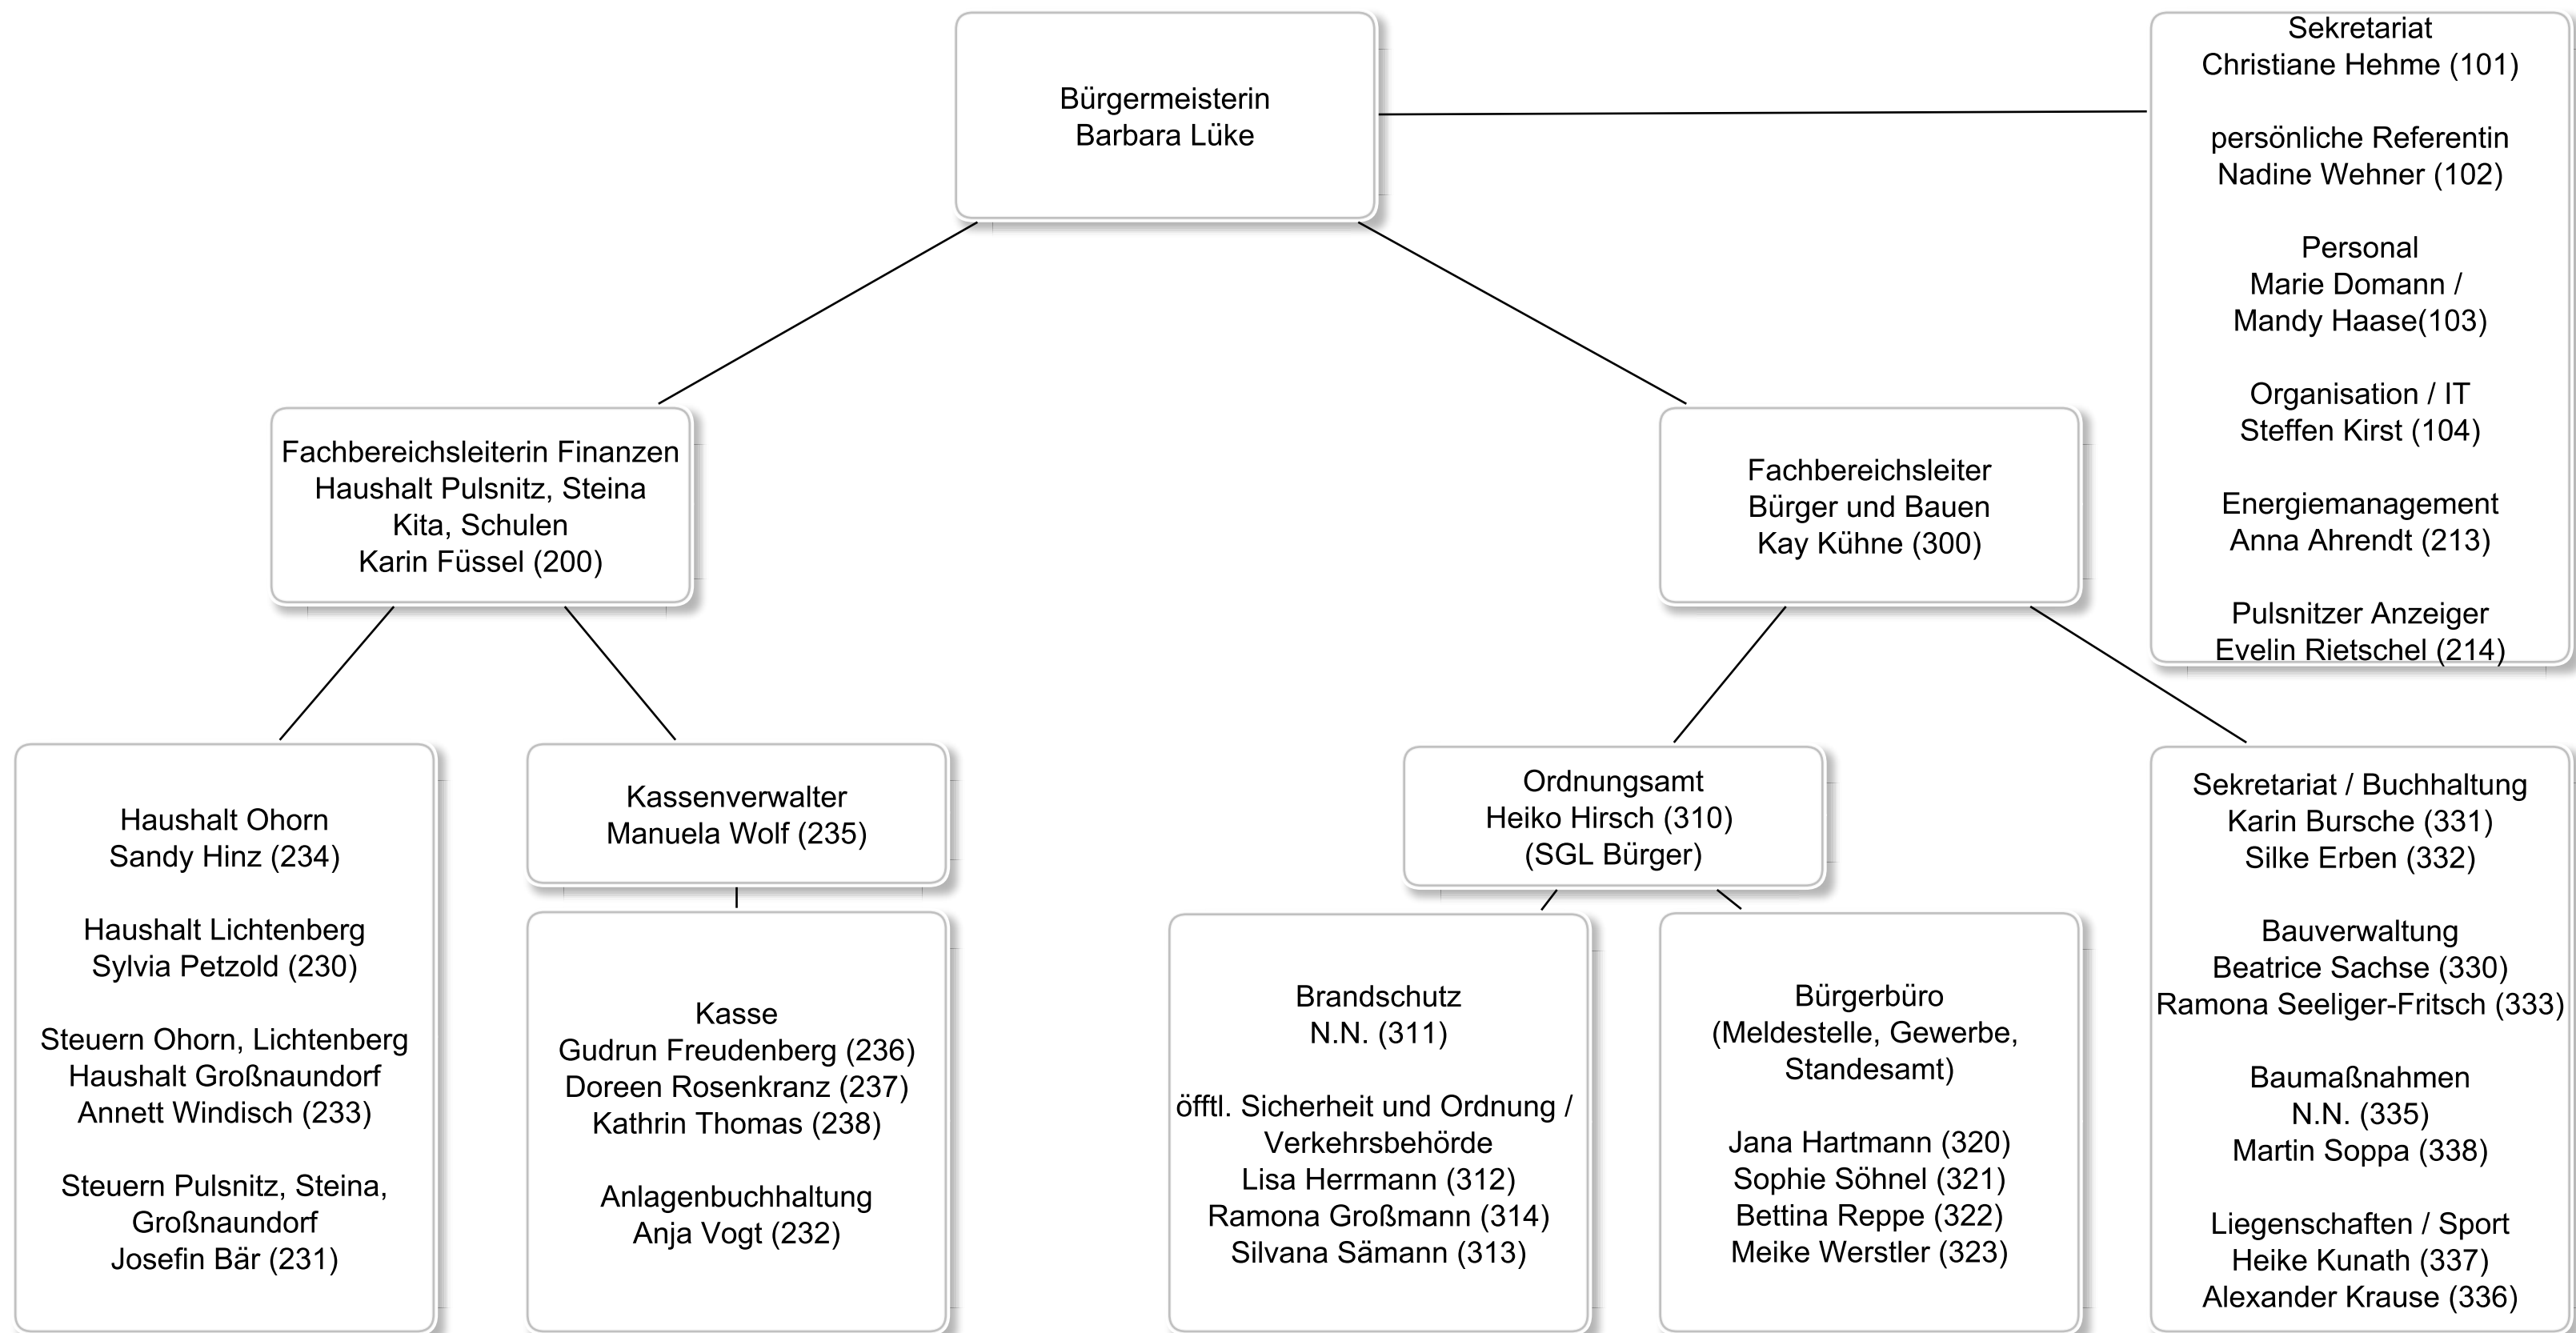 Bürgermeisterin
Barbara Lüke
Sekretariat
Christiane Hehme (101)
persönliche Referentin
Nadine Wehner (102)
Personal
Marie Domann /
Mandy Haase(103)
Organisation / IT
Steffen Kirst (104)
Energiemanagement
Anna Ahrendt (213)
Pulsnitzer Anzeiger
Evelin Rietschel (214)
Fachbereichsleiterin Finanzen
Haushalt Pulsnitz, Steina
Kita, Schulen
Karin Füssel (200)
Fachbereichsleiter
Bürger und Bauen
Kay Kühne (300)
Haushalt Ohorn
Sandy Hinz (234)
Haushalt Lichtenberg
Sylvia Petzold (230)
Steuern Ohorn, Lichtenberg
Haushalt Großnaundorf
Annett Windisch (233)
Steuern Pulsnitz, Steina,
Großnaundorf
Josefin Bär (231)
Kassenverwalter
Manuela Wolf (235)
Kasse
Gudrun Freudenberg (236)
Doreen Rosenkranz (237)
Kathrin Thomas (238)
Anlagenbuchhaltung
Anja Vogt (232)
Ordnungsamt
Heiko Hirsch (310)
(SGL Bürger)
Brandschutz
N.N. (311)
öfftl. Sicherheit und Ordnung /
Verkehrsbehörde
Lisa Herrmann (312)
Ramona Großmann (314)
Silvana Sämann (313)
Bürgerbüro
(Meldestelle, Gewerbe,
Standesamt)
Jana Hartmann (320)
Sophie Söhnel (321)
Bettina Reppe (322)
Meike Werstler (323)
Sekretariat / Buchhaltung
Karin Bursche (331)
Silke Erben (332)
Bauverwaltung
Beatrice Sachse (330)
Ramona Seeliger-Fritsch (333)
Baumaßnahmen
N.N. (335)
Martin Soppa (338)
Liegenschaften / Sport
Heike Kunath (337)
Alexander Krause (336)